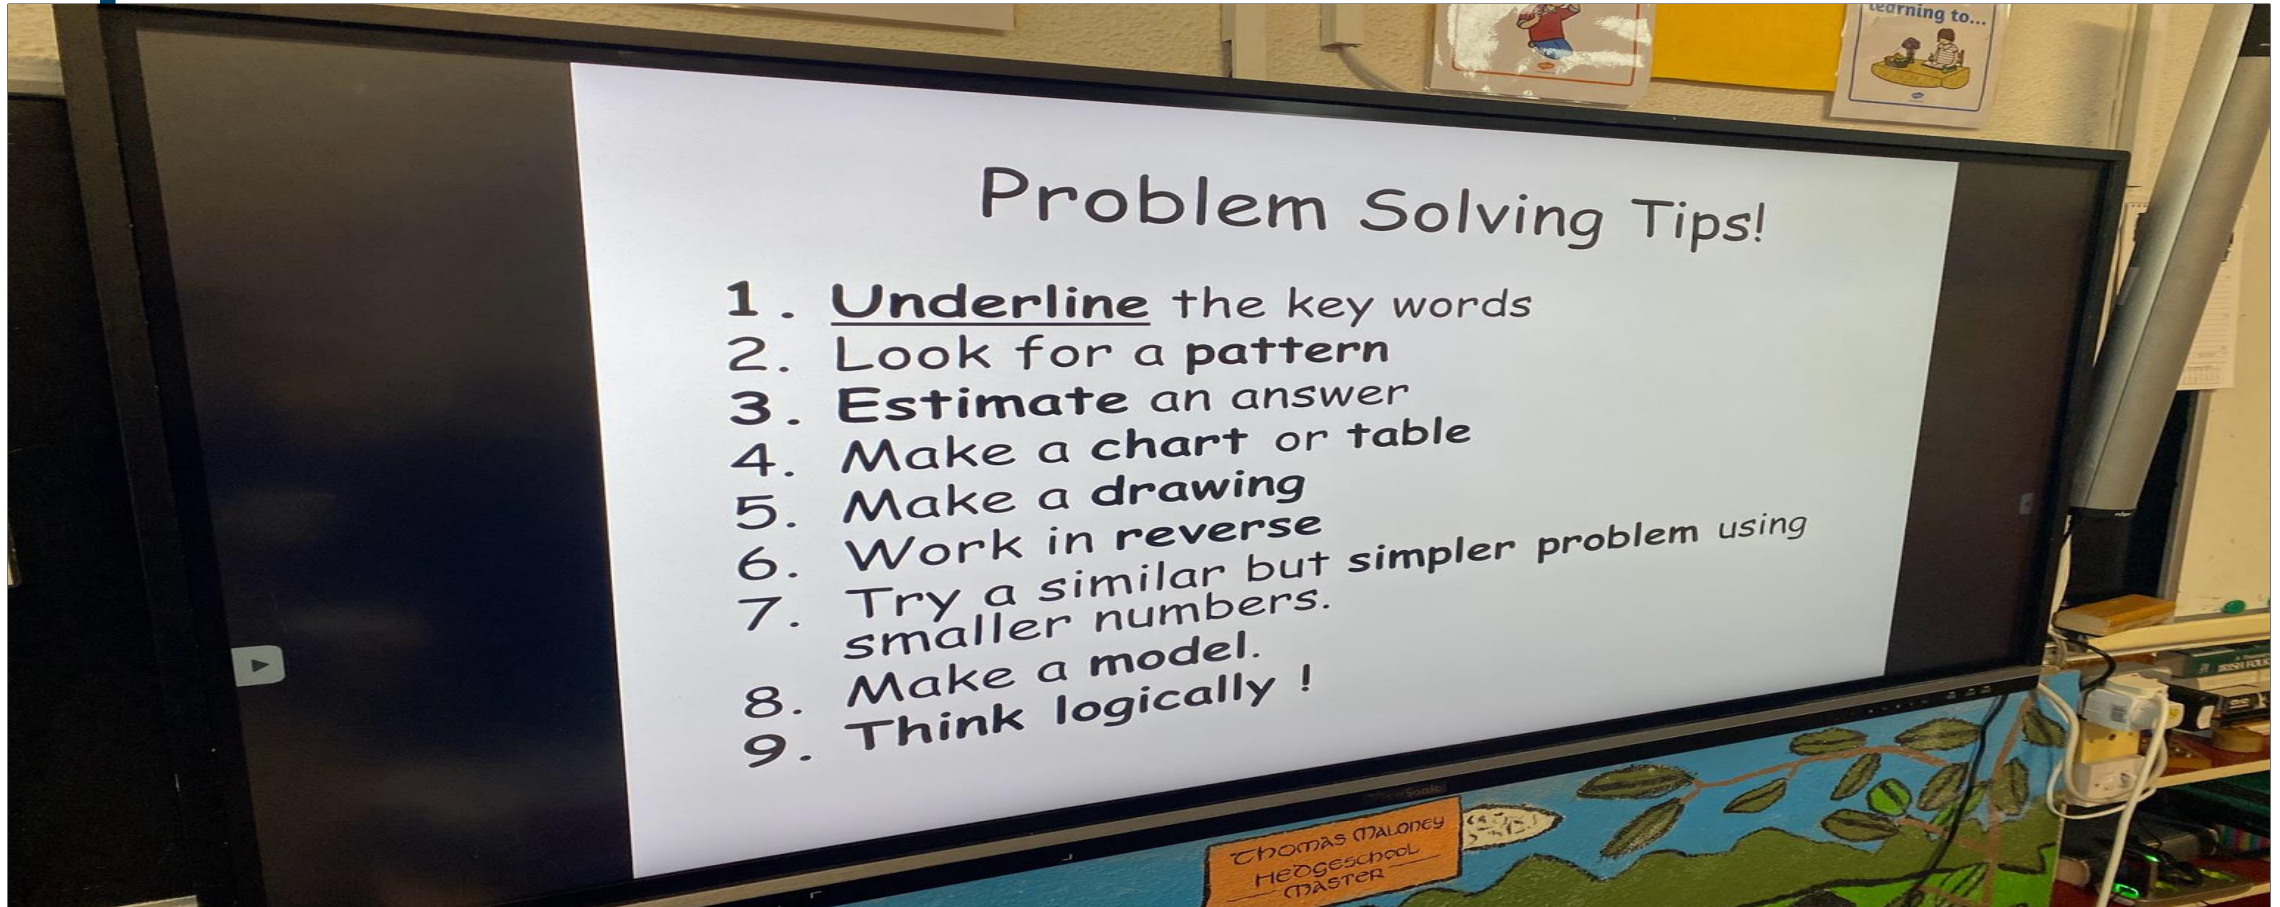 learning to...
Problem Solving Tips!
1. Underline the key words
2. Look for a pattern
3. Estimate an answer
4. Make a chart or table
5. Make a drawing
6. Work in reverse
7. Try a similar but simpler problem using
smaller numbers.
8. Make a model.
9. Think logically !
ViewSonic
Thomas Maloney
Hedgeschool
Master